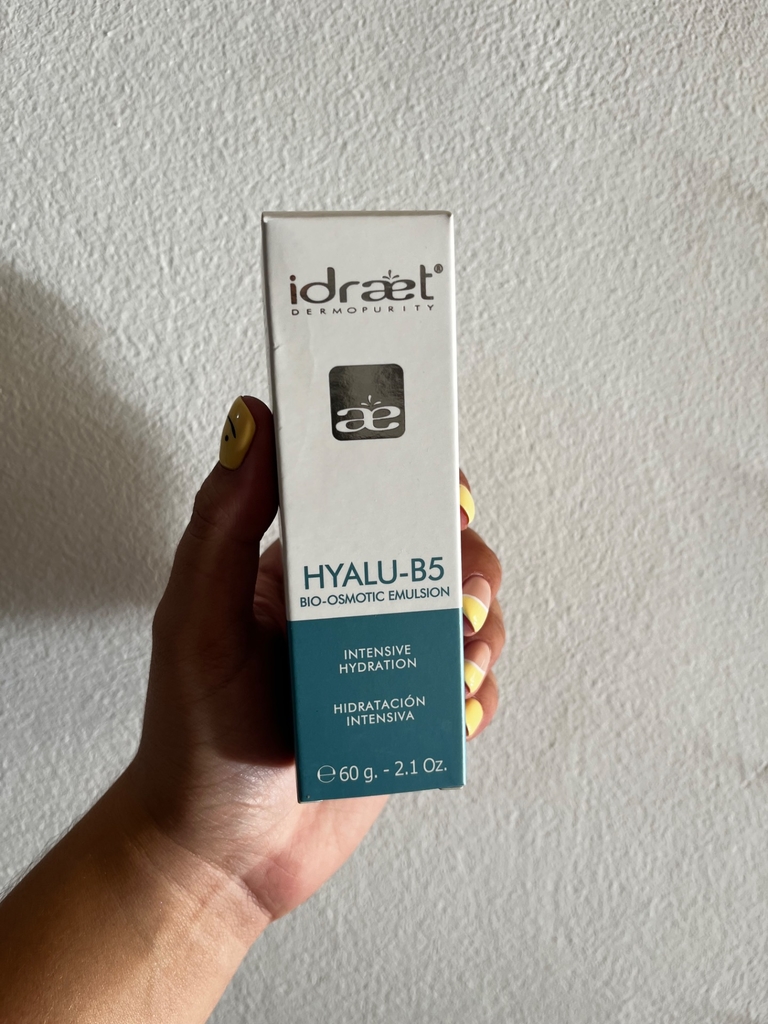 idraet®
DERMOPURITY
æ
HYALU-B5
BIO-OSMOTIC EMULSION
INTENSIVE
HYDRATION
HIDRATACIÓN
INTENSIVA
℮ 60 g. - 2.1 Oz.